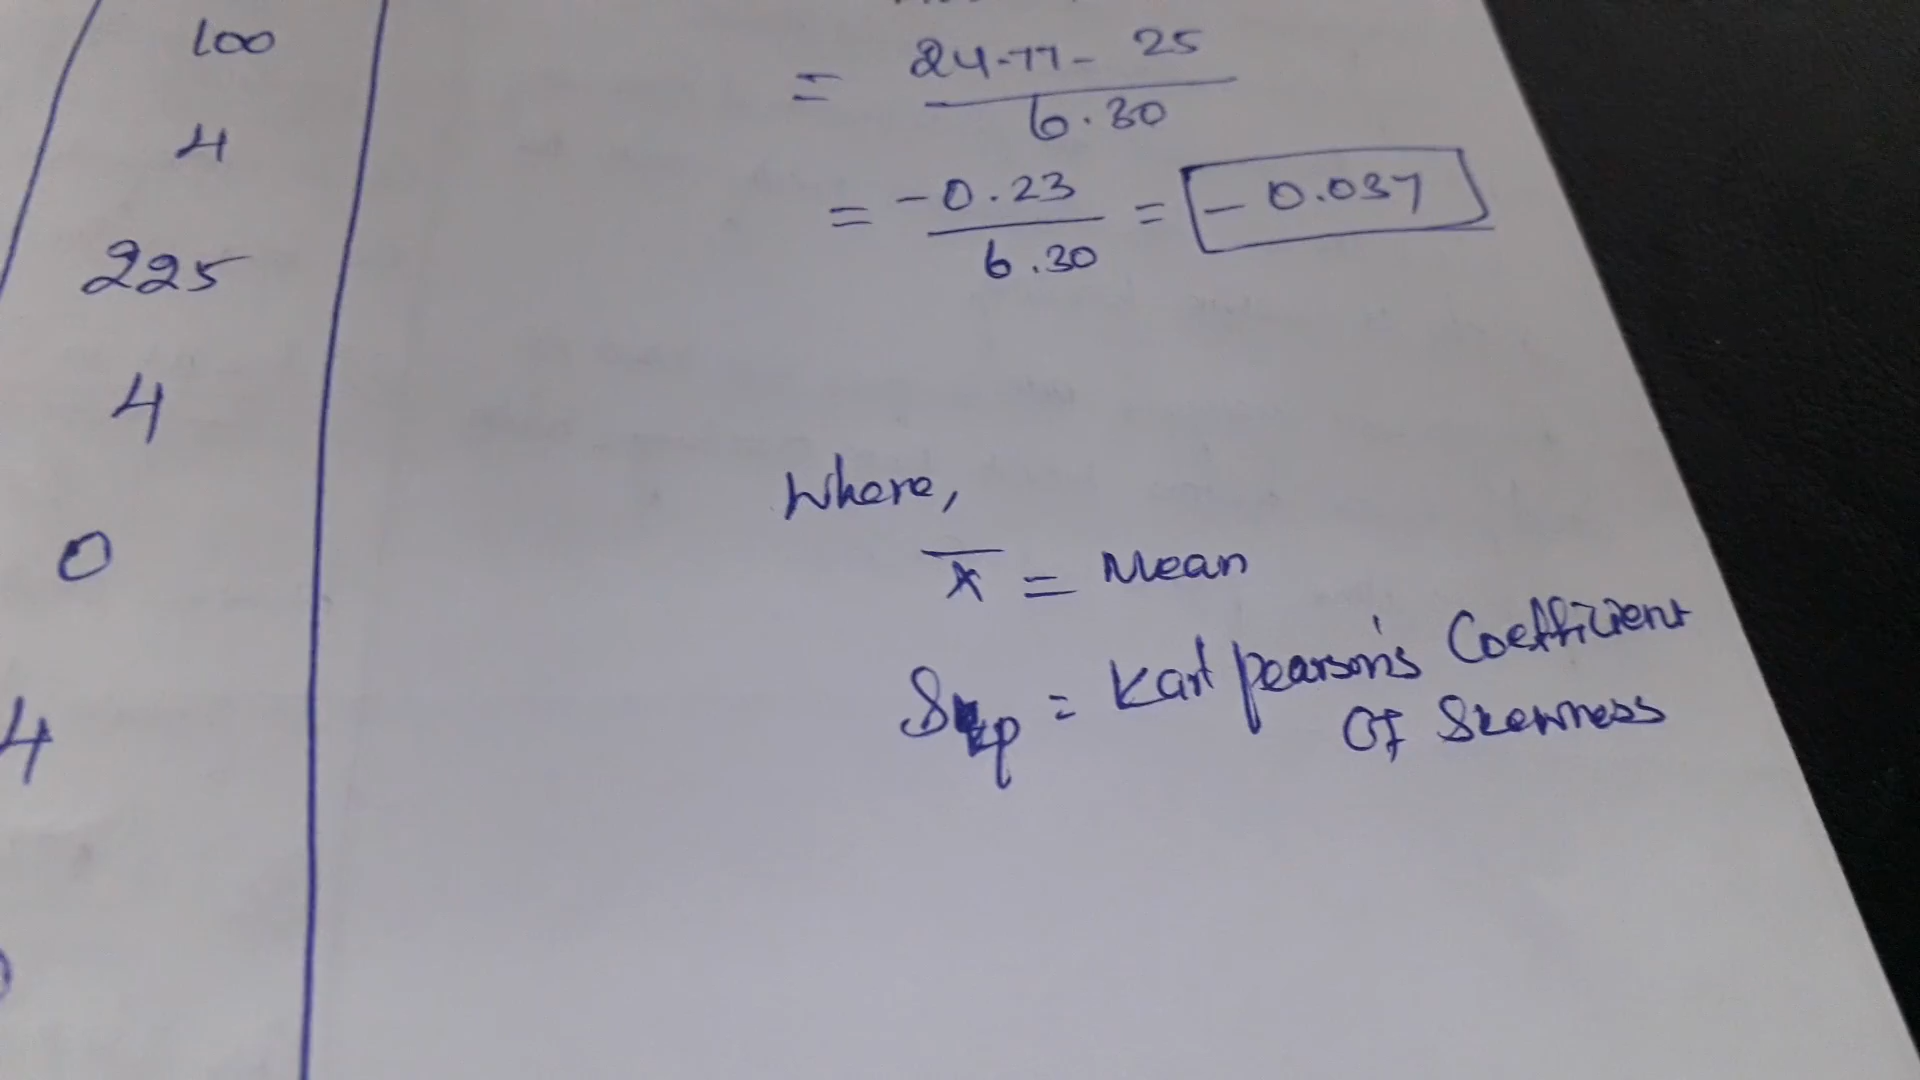 100
4
225
4
0
4
= 24.77 - 25
6.30
= -0.23 = -0.037
6.30
Where,
x̄ = Mean
Skp = Karl pearson's Coefficient
Of Skewness